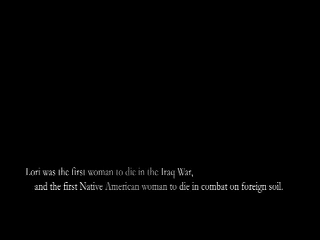 Lori was the first woman to die in the Iraq War,
and the first Native American woman to die in combat on foreign soil.